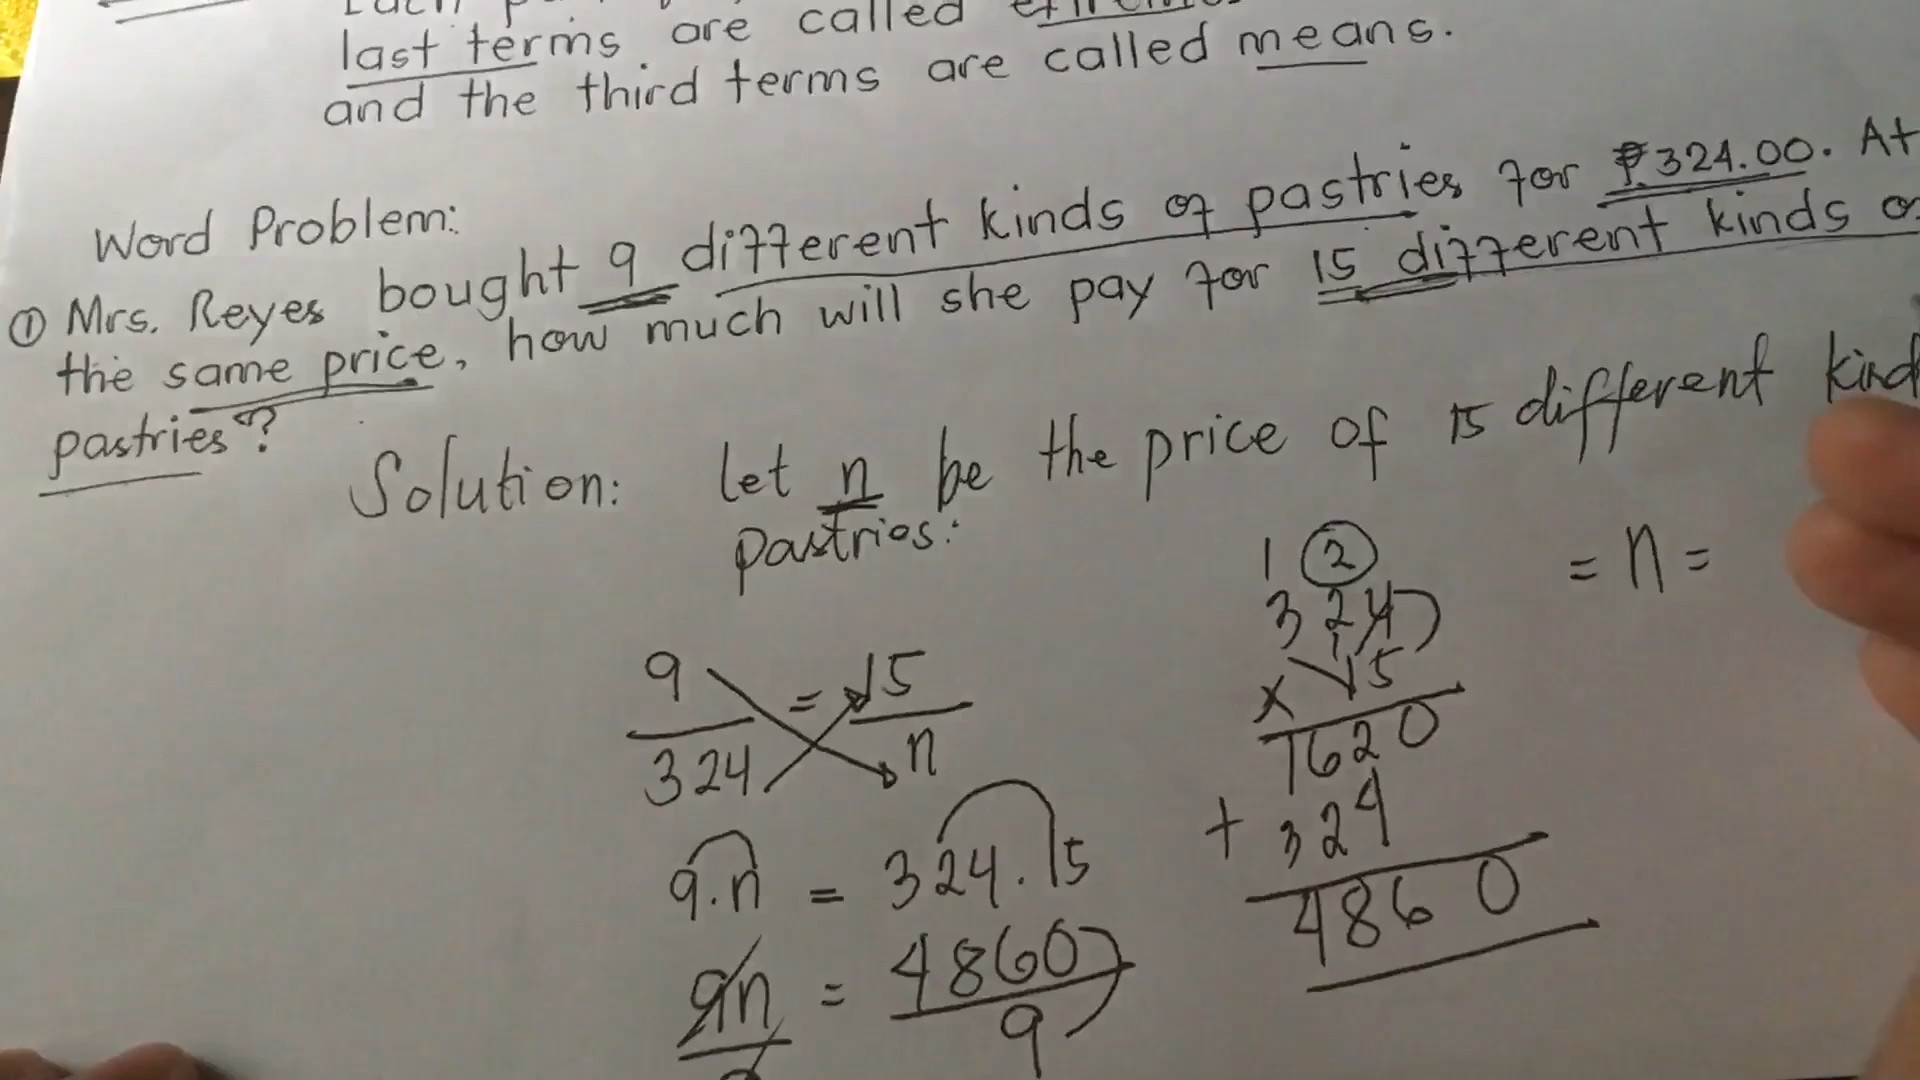 last terms are called
and the third terms are called means.
Word Problem:
① Mrs. Reyes bought 9 different kinds of pastries for ₱324.00. At
the same price, how much will she pay for 15 different kinds of
pastries?
Solution: Let n be the price of 15 different kind
pastries:
1 2
324
x 15
1620
+ 324
4860
= n =
9 = 15
324 n
9.n = 324.15
9n = 4860
9